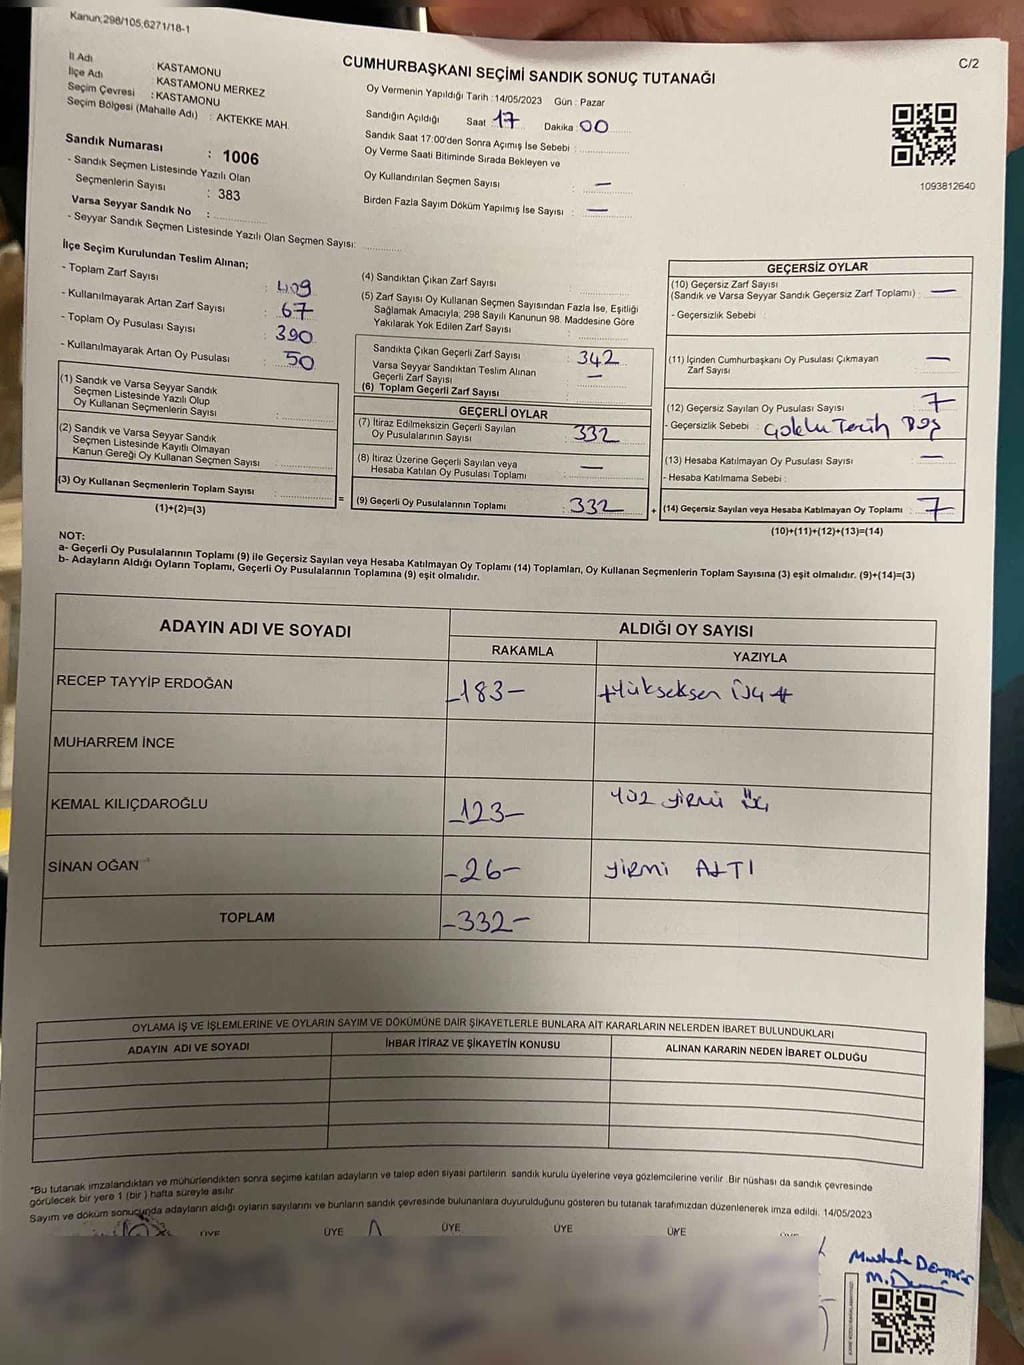 Kanun;298/105;6271/18-1
C/2
CUMHURBAŞKANI SEÇİMİ SANDIK SONUÇ TUTANAĞI
İl Adı : KASTAMONU
İlçe Adı : KASTAMONU MERKEZ
Seçim Çevresi : KASTAMONU
Seçim Bölgesi (Mahalle Adı) : AKTEKKE MAH.
Sandık Numarası : 1006
- Sandık Seçmen Listesinde Yazılı Olan
Seçmenlerin Sayısı : 383
Varsa Seyyar Sandık No :
- Seyyar Sandık Seçmen Listesinde Yazılı Olan Seçmen Sayısı:
Oy Vermenin Yapıldığı Tarih : 14/05/2023 Gün : Pazar
Sandığın Açıldığı Saat 17 Dakika : 00
Sandık Saat 17:00'den Sonra Açımış İse Sebebi :
Oy Verme Saati Bitiminde Sırada Bekleyen ve
Oy Kullandırılan Seçmen Sayısı : —
Birden Fazla Sayım Döküm Yapılmış İse Sayısı : —
1093812640
İlçe Seçim Kurulundan Teslim Alınan;
- Toplam Zarf Sayısı : 409
- Kullanılmayarak Artan Zarf Sayısı : 67
- Toplam Oy Pusulası Sayısı : 390
- Kullanılmayarak Artan Oy Pusulası : 50
(1) Sandık ve Varsa Seyyar Sandık
Seçmen Listesinde Yazılı Olup
Oy Kullanan Seçmenlerin Sayısı :
(2) Sandık ve Varsa Seyyar Sandık
Seçmen Listesinde Kayıtlı Olmayan
Kanun Gereği Oy Kullanan Seçmen Sayısı :
(3) Oy Kullanan Seçmenlerin Toplam Sayısı :
(1)+(2)=(3)
(4) Sandıktan Çıkan Zarf Sayısı :
(5) Zarf Sayısı Oy Kullanan Seçmen Sayısından Fazla İse, Eşitliği
Sağlamak Amacıyla; 298 Sayılı Kanunun 98. Maddesine Göre
Yakılarak Yok Edilen Zarf Sayısı :
Sandıkta Çıkan Geçerli Zarf Sayısı : 342
Varsa Seyyar Sandıktan Teslim Alınan
Geçerli Zarf Sayısı : —
(6) Toplam Geçerli Zarf Sayısı :
GEÇERLİ OYLAR
(7) İtiraz Edilmeksizin Geçerli Sayılan
Oy Pusulalarının Sayısı : 332
(8) İtiraz Üzerine Geçerli Sayılan veya
Hesaba Katılan Oy Pusulası Toplamı : —
= (9) Geçerli Oy Pusulalarının Toplamı : 332
GEÇERSİZ OYLAR
(10) Geçersiz Zarf Sayısı
(Sandık ve Varsa Seyyar Sandık Geçersiz Zarf Toplamı) : —
- Geçersizlik Sebebi :
(11) İçinden Cumhurbaşkanı Oy Pusulası Çıkmayan
Zarf Sayısı : —
(12) Geçersiz Sayılan Oy Pusulası Sayısı : 7
- Geçersizlik Sebebi : Çoklu Tercih Boş
(13) Hesaba Katılmayan Oy Pusulası Sayısı : —
- Hesaba Katılmama Sebebi :
+ (14) Geçersiz Sayılan veya Hesaba Katılmayan Oy Toplamı : 7
(10)+(11)+(12)+(13)=(14)
NOT:
a- Geçerli Oy Pusulalarının Toplamı (9) ile Geçersiz Sayılan veya Hesaba Katılmayan Oy Toplamı (14) Toplamları, Oy Kullanan Seçmenlerin Toplam Sayısına (3) eşit olmalıdır. (9)+(14)=(3)
b- Adayların Aldığı Oyların Toplamı, Geçerli Oy Pusulalarının Toplamına (9) eşit olmalıdır.
ADAYIN ADI VE SOYADI
ALDIĞI OY SAYISI
RAKAMLA
YAZIYLA
RECEP TAYYİP ERDOĞAN -183- yükseksen üç
MUHARREM İNCE
KEMAL KILIÇDAROĞLU -123- yüz yirmi üç
SİNAN OĞAN -26- yirmi ALTI
TOPLAM -332-
OYLAMA İŞ VE İŞLEMLERİNE VE OYLARIN SAYIM VE DÖKÜMÜNE DAİR ŞİKAYETLERLE BUNLARA AİT KARARLARIN NELERDEN İBARET BULUNDUKLARI
ADAYIN ADI VE SOYADI
İHBAR İTİRAZ VE ŞİKAYETİN KONUSU
ALINAN KARARIN NEDEN İBARET OLDUĞU
*Bu tutanak imzalandıktan ve mühürlendikten sonra seçime katılan adayların ve talep eden siyasi partilerin sandık kurulu üyelerine veya gözlemcilerine verilir. Bir nüshası da sandık çevresinde
görülecek bir yere 1 (bir) hafta süreyle asılır.
Sayım ve döküm sonucunda adayların aldığı oyların sayılarını ve bunların sandık çevresinde bulunanlara duyurulduğunu gösteren bu tutanak tarafımızdan düzenlenerek imza edildi. 14/05/2023
ÜYE ÜYE ÜYE ÜYE ÜYE
Mustafa Demir
M.Demir